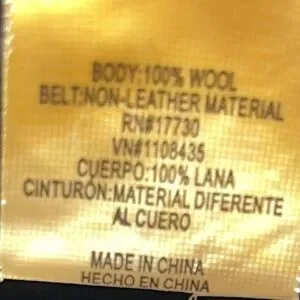 BODY:100% WOOL
BELT:NON-LEATHER MATERIAL
RN#17730
VN#1108435
CUERPO:100% LANA
CINTURÓN:MATERIAL DIFERENTE
AL CUERO
MADE IN CHINA
HECHO EN CHINA